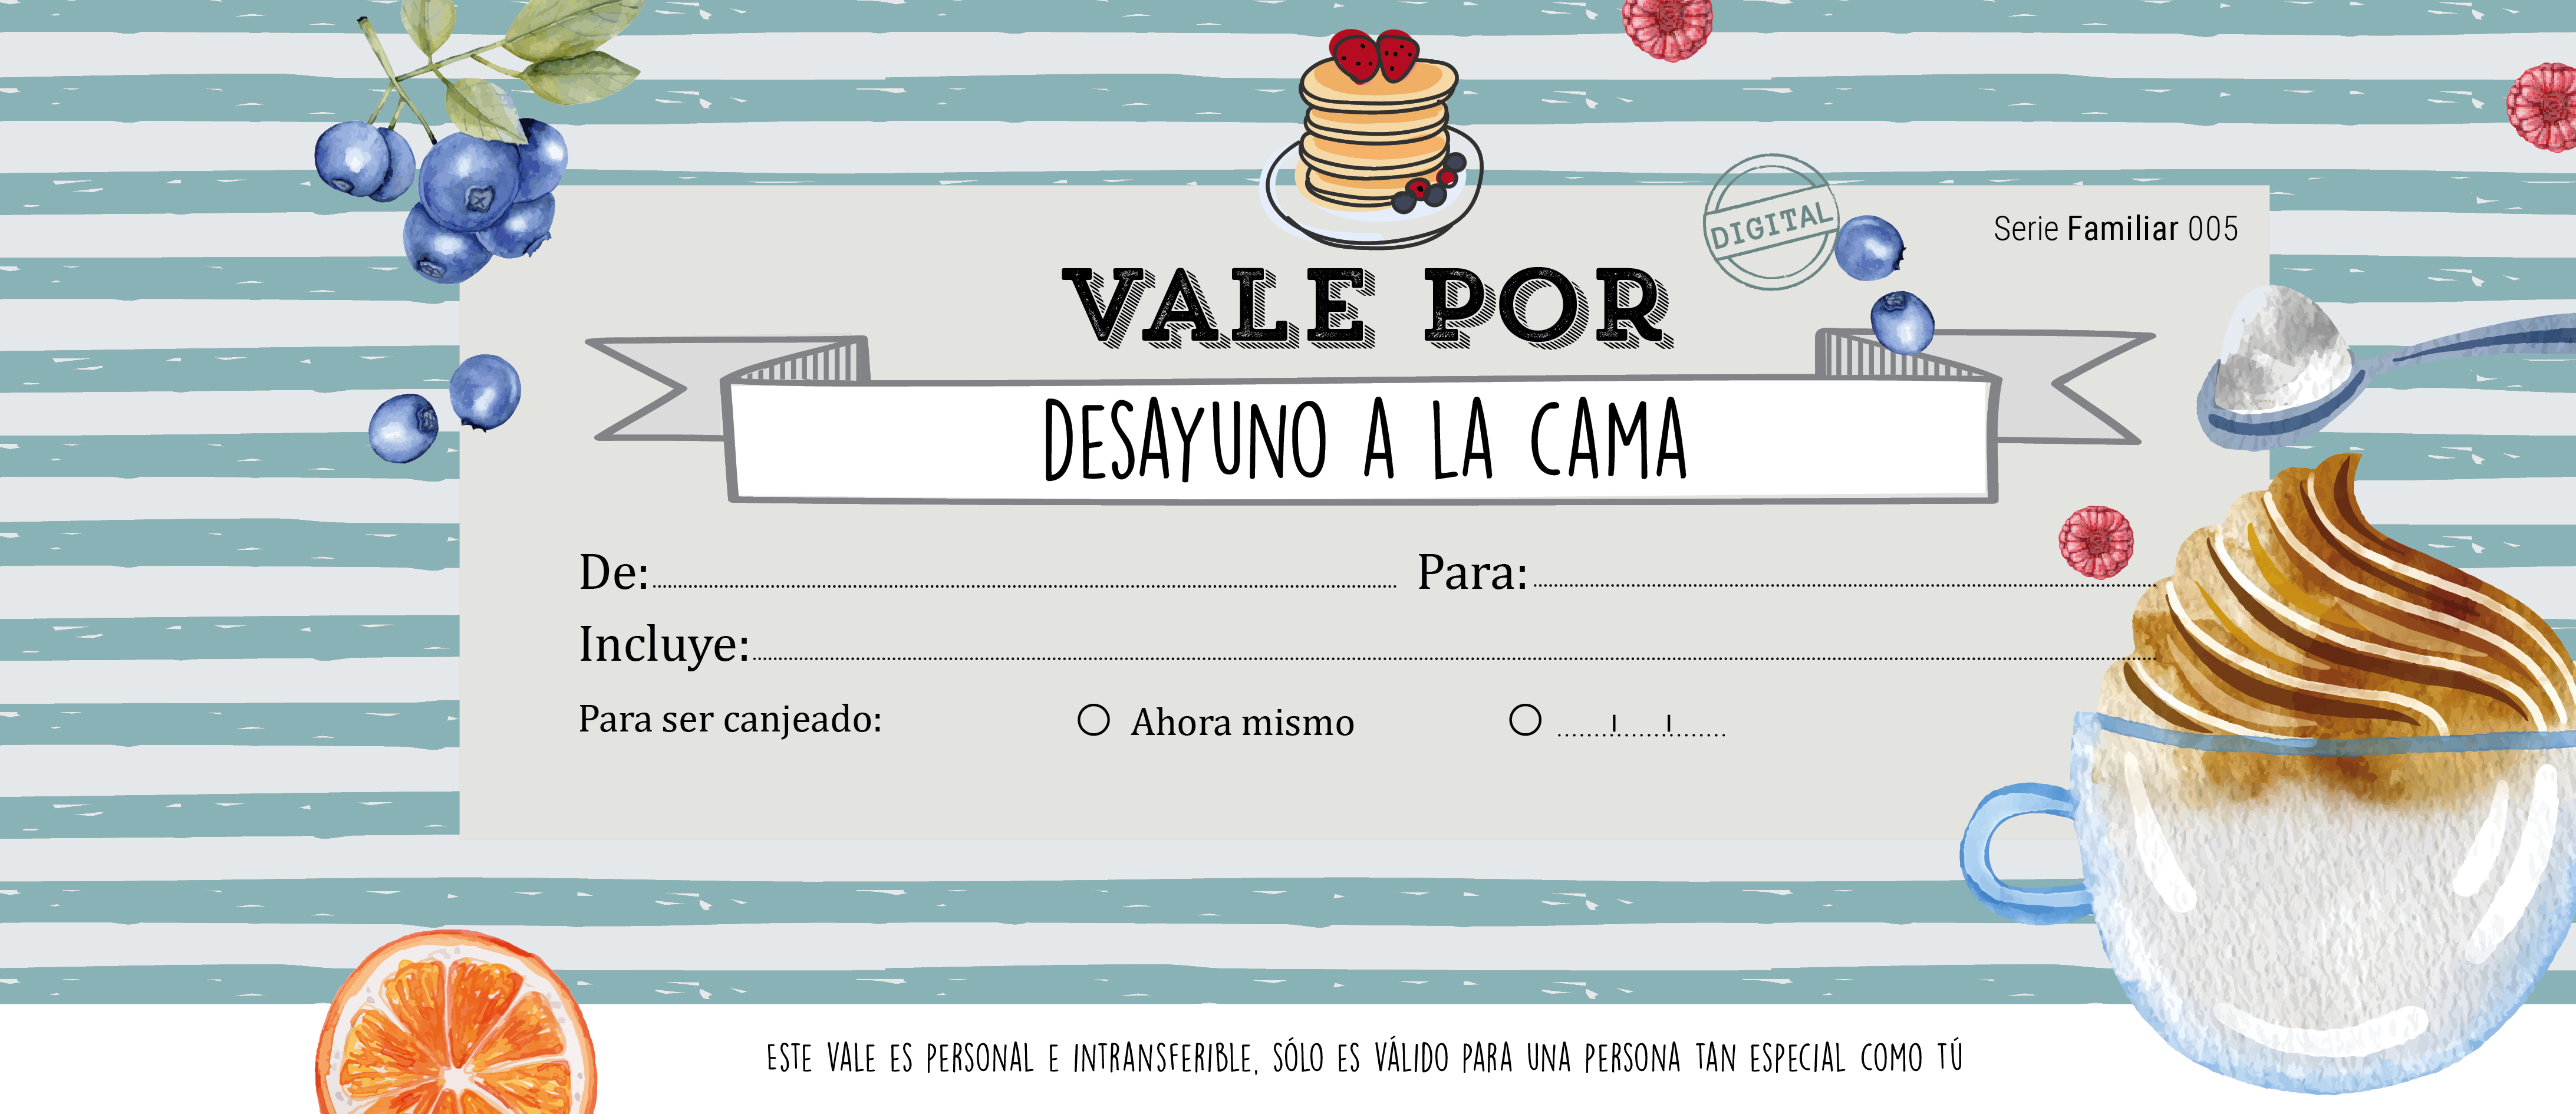 DIGITAL
Serie Familiar 005
VALE POR
DESAYUNO A LA CAMA
De: Para:
Incluye:
Para ser canjeado: Ahora mismo
ESTE VALE ES PERSONAL E INTRANSFERIBLE, SÓLO ES VÁLIDO PARA UNA PERSONA TAN ESPECIAL COMO TÚ